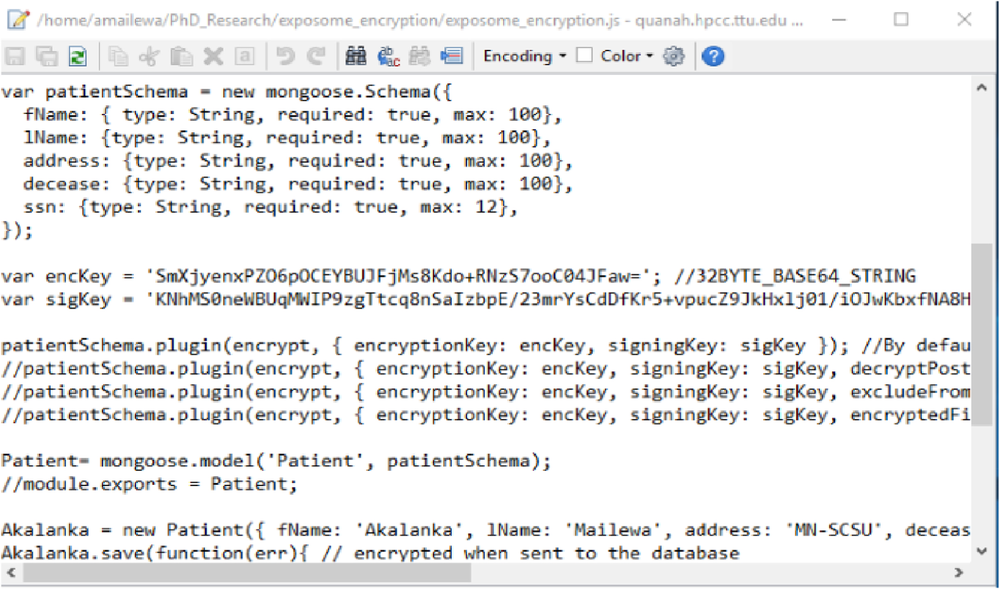 /home/amailewa/PhD_Research/exposome_encryption/exposome_encryption.js - quanah.hpcc.ttu.edu ...
Encoding Color
var patientSchema = new mongoose.Schema({
  fName: { type: String, required: true, max: 100},
  lName: {type: String, required: true, max: 100},
  address: {type: String, required: true, max: 100},
  decease: {type: String, required: true, max: 100},
  ssn: {type: String, required: true, max: 12},
});
var encKey = 'SmXjyenxPZO6pOCEYBUJFjMs8Kdo+RNzS7ooC04JFaw='; //32BYTE_BASE64_STRING
var sigKey = 'KNhMS0neWBUqMWIP9zgTtcq8nSaIzbpE/23mrYsCdDfKr5+vpucZ9JkHxlj01/iOJwKbxfNA8H
patientSchema.plugin(encrypt, { encryptionKey: encKey, signingKey: sigKey }); //By defau
//patientSchema.plugin(encrypt, { encryptionKey: encKey, signingKey: sigKey, decryptPost
//patientSchema.plugin(encrypt, { encryptionKey: encKey, signingKey: sigKey, excludeFrom
//patientSchema.plugin(encrypt, { encryptionKey: encKey, signingKey: sigKey, encryptedFi
Patient= mongoose.model('Patient', patientSchema);
//module.exports = Patient;
Akalanka = new Patient({ fName: 'Akalanka', lName: 'Mailewa', address: 'MN-SCSU', deceas
Akalanka.save(function(err){ // encrypted when sent to the database